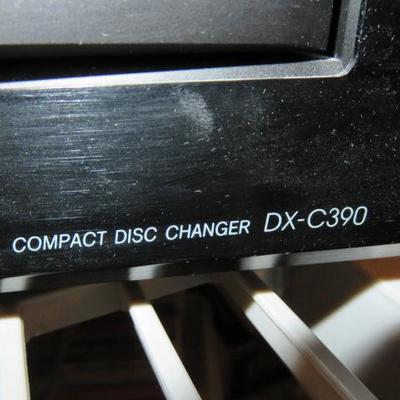 COMPACT DISC CHANGER DX-C390